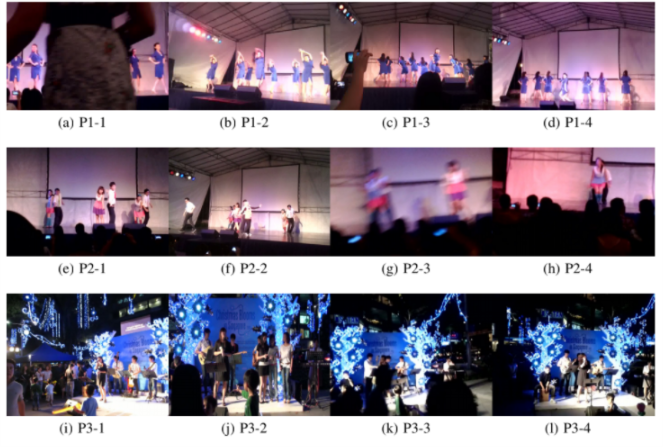 (a) P1-1
(b) P1-2
(c) P1-3
(d) P1-4
(e) P2-1
(f) P2-2
(g) P2-3
(h) P2-4
(i) P3-1
(j) P3-2
(k) P3-3
(l) P3-4